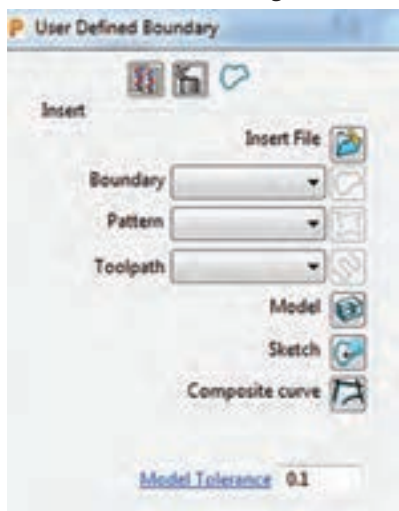 User Defined Boundary
Insert
Insert File
Boundary
Pattern
Toolpath
Model
Sketch
Composite curve
Model Tolerance 0.1